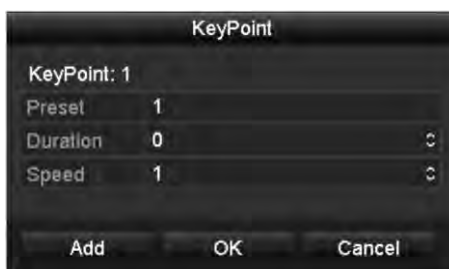 KeyPoint
KeyPoint: 1
Preset 1
Duration 0
Speed 1
Add OK Cancel